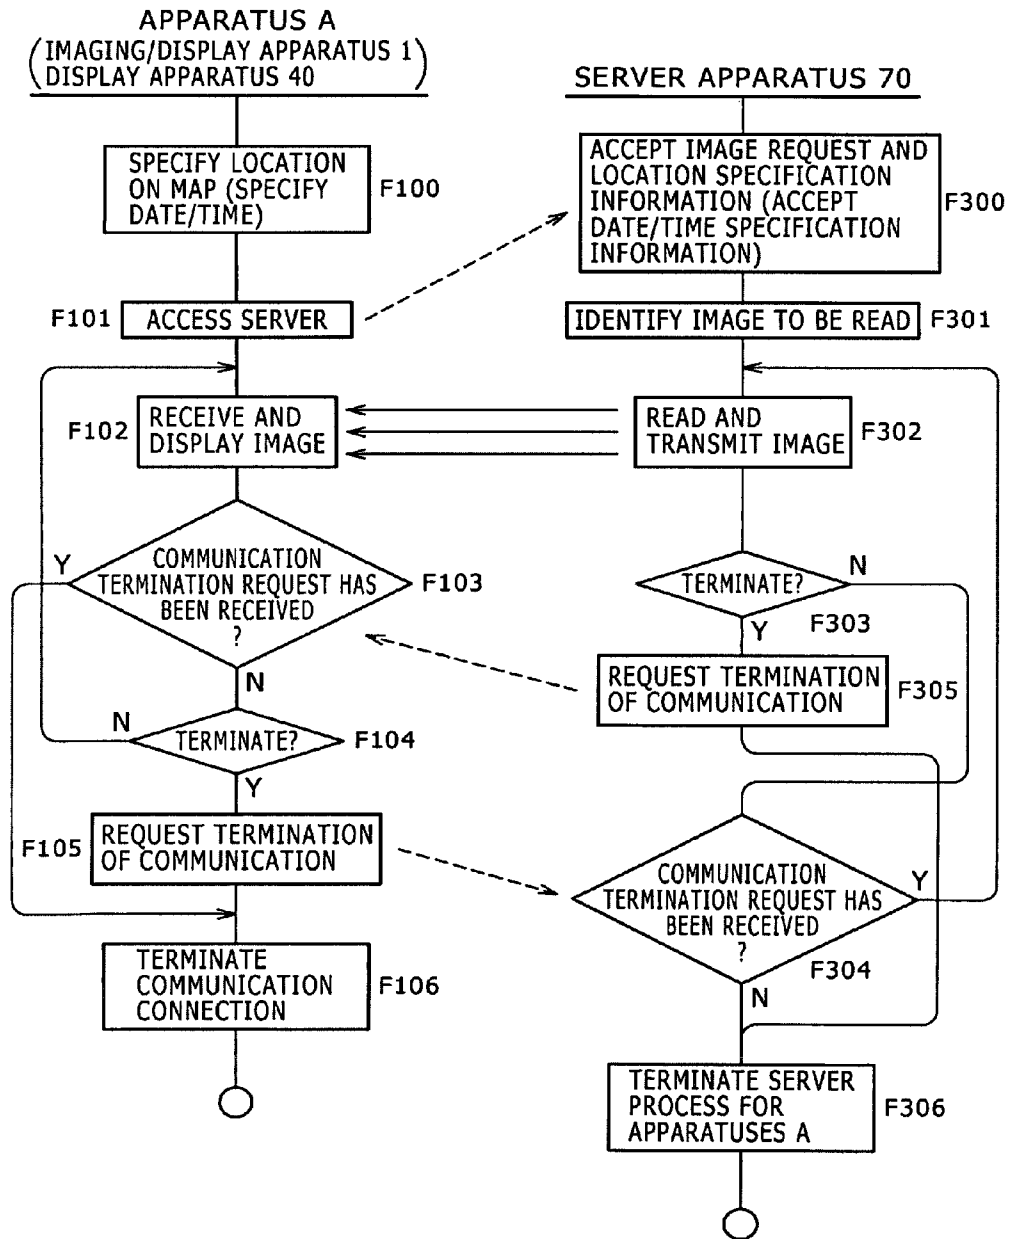 APPARATUS A
(IMAGING/DISPLAY APPARATUS 1
DISPLAY APPARATUS 40)
SERVER APPARATUS 70
SPECIFY LOCATION
ON MAP (SPECIFY
DATE/TIME)
F100
ACCEPT IMAGE REQUEST AND
LOCATION SPECIFICATION
INFORMATION (ACCEPT
DATE/TIME SPECIFICATION
INFORMATION)
F300
F101
ACCESS SERVER
IDENTIFY IMAGE TO BE READ
F301
F102
RECEIVE AND
DISPLAY IMAGE
READ AND
TRANSMIT IMAGE
F302
Y
COMMUNICATION
TERMINATION REQUEST HAS
BEEN RECEIVED
?
F103
N
TERMINATE?
N
F303
Y
REQUEST TERMINATION
OF COMMUNICATION
F305
N
TERMINATE?
F104
Y
F105
REQUEST TERMINATION
OF COMMUNICATION
COMMUNICATION
TERMINATION REQUEST HAS
BEEN RECEIVED
?
Y
F304
N
TERMINATE
COMMUNICATION
CONNECTION
F106
TERMINATE SERVER
PROCESS FOR
APPARATUSES A
F306